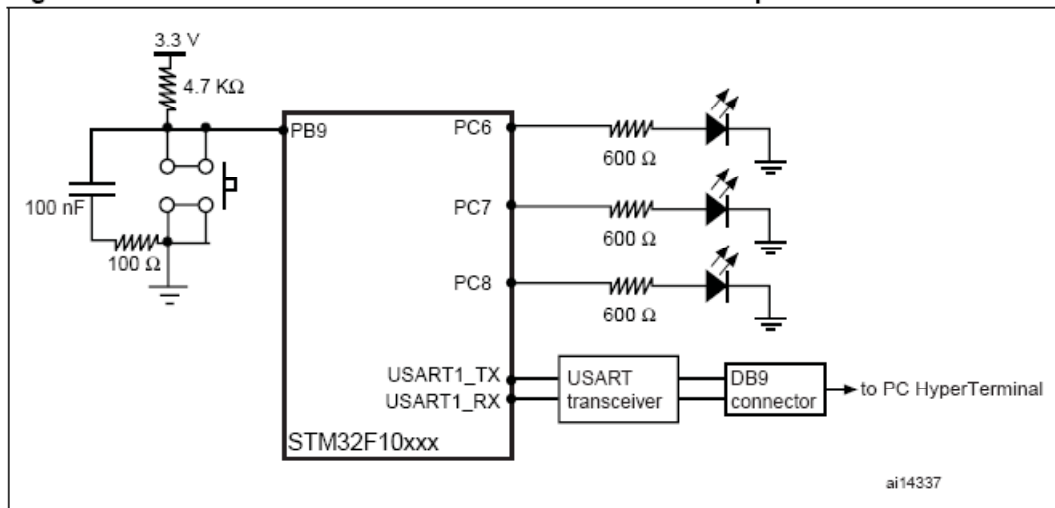 3.3 V
4.7 KΩ
PB9
100 nF
100 Ω
PC6
600 Ω
PC7
600 Ω
PC8
600 Ω
USART1_TX
USART1_RX
STM32F10xxx
USART
transceiver
DB9
connector
to PC HyperTerminal
ai14337